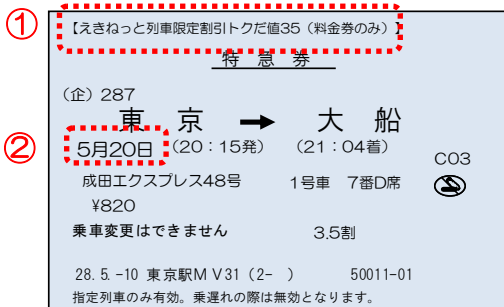 ①
【えきねっと列車限定割引トクだ値35（料金券のみ）】
特 急 券
（企）287
東 京 ➡ 大 船
② 5月20日 （20：15発） （21：04着）
C03
成田エクスプレス48号 1号車 7番D席
¥820
乗車変更はできません 3.5割
28.5.-10 東京駅ＭＶ31（2- ） 50011-01
指定列車のみ有効。乗遅れの際は無効となります。